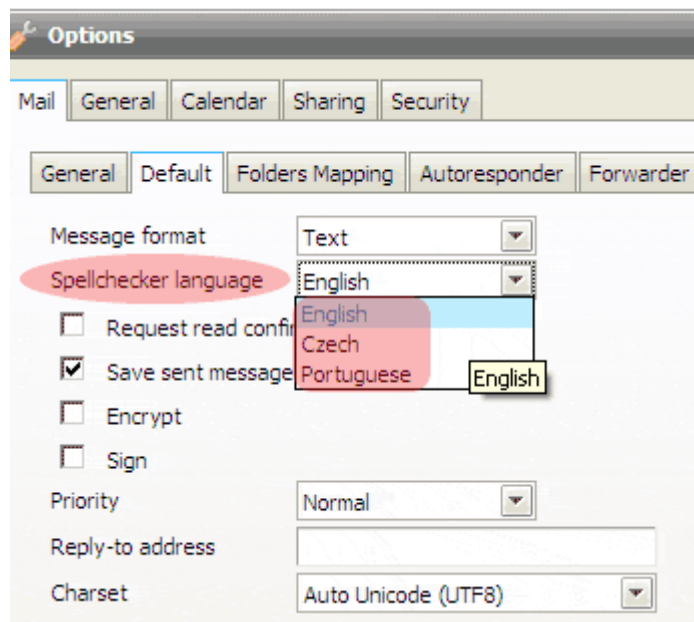 Options
Mail General Calendar Sharing Security
General Default Folders Mapping Autoresponder Forwarder
Message format Text
Spellchecker language English
English
Request read confi
Czech
Save sent message Portuguese English
Encrypt
Sign
Priority Normal
Reply-to address
Charset Auto Unicode (UTF8)